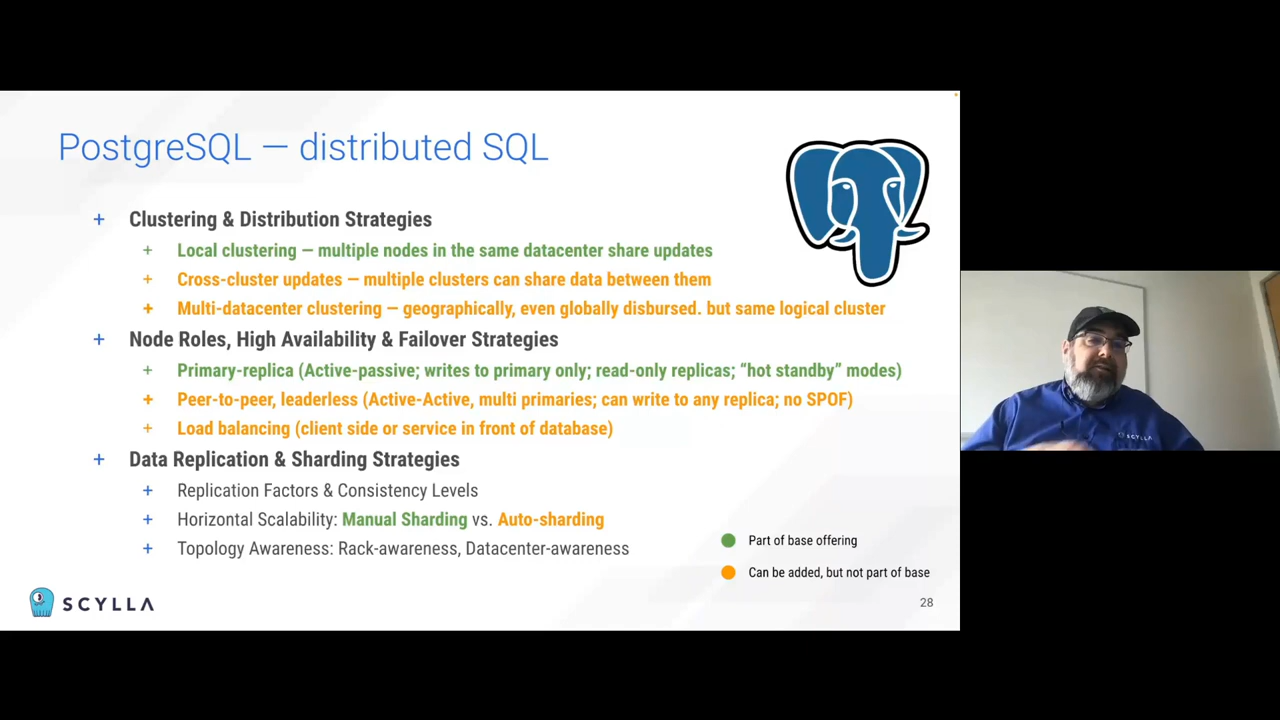 PostgreSQL — distributed SQL
+ Clustering & Distribution Strategies
+ Local clustering — multiple nodes in the same datacenter share updates
+ Cross-cluster updates — multiple clusters can share data between them
+ Multi-datacenter clustering — geographically, even globally disbursed. but same logical cluster
+ Node Roles, High Availability & Failover Strategies
+ Primary-replica (Active-passive; writes to primary only; read-only replicas; “hot standby” modes)
+ Peer-to-peer, leaderless (Active-Active, multi primaries; can write to any replica; no SPOF)
+ Load balancing (client side or service in front of database)
+ Data Replication & Sharding Strategies
+ Replication Factors & Consistency Levels
+ Horizontal Scalability: Manual Sharding vs. Auto-sharding
+ Topology Awareness: Rack-awareness, Datacenter-awareness
Part of base offering
Can be added, but not part of base
SCYLLA
28
SCYLLA